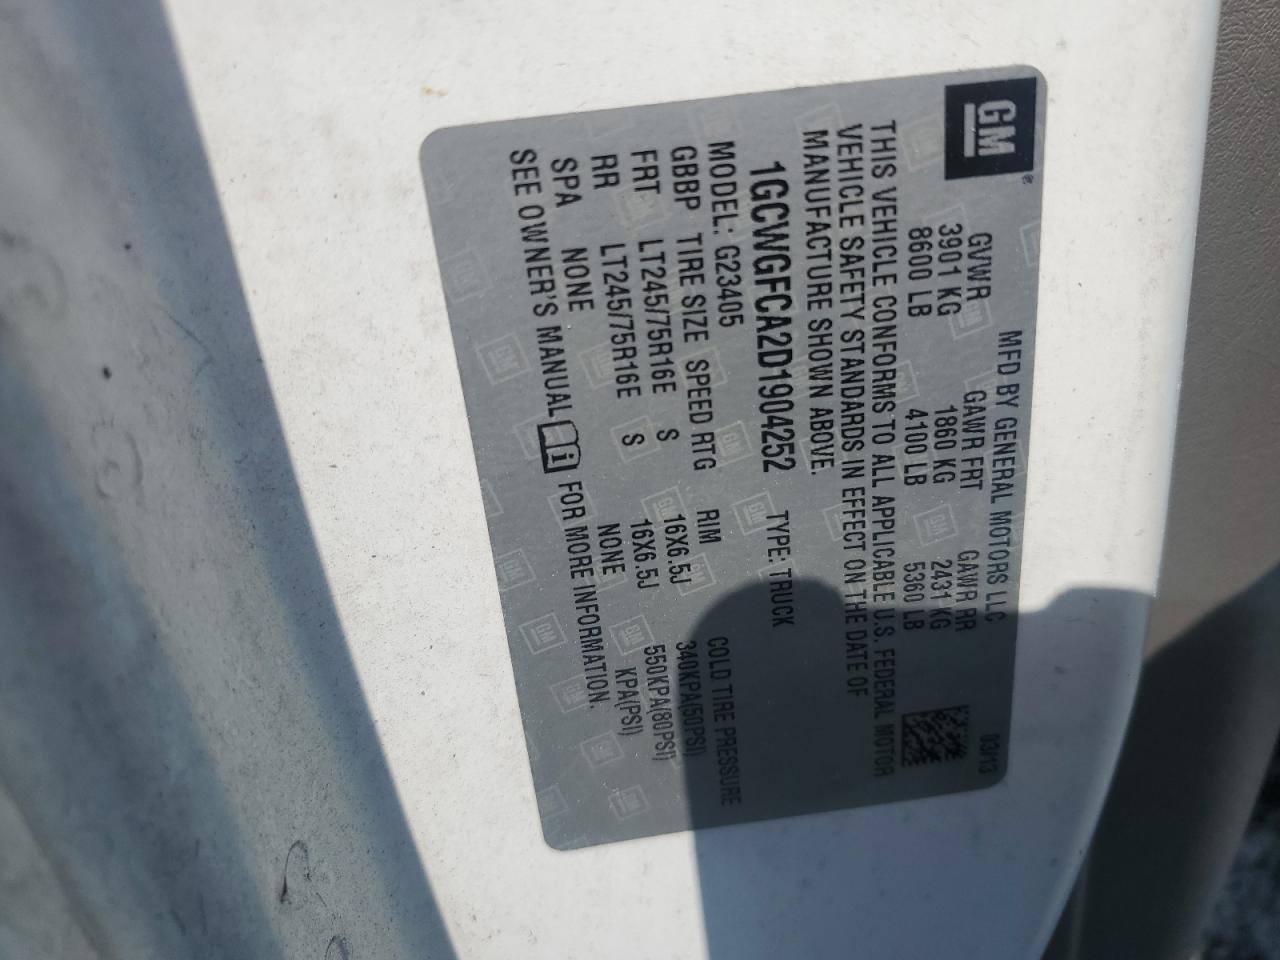 GM
MFD BY GENERAL MOTORS LLC 03/13
GVWR GAWR FRT GAWR RR
3901 KG 1860 KG 2431 KG
8600 LB 4100 LB 5360 LB
THIS VEHICLE CONFORMS TO ALL APPLICABLE U.S. FEDERAL MOTOR
VEHICLE SAFETY STANDARDS IN EFFECT ON THE DATE OF
MANUFACTURE SHOWN ABOVE.
1GCWGFCA2D1904252 TYPE: TRUCK
MODEL: G23405
GBBP TIRE SIZE SPEED RTG RIM COLD TIRE PRESSURE
FRT LT245/75R16E S 16X6.5J 340KPA(50PSI)
RR LT245/75R16E S 16X6.5J 550KPA(80PSI)
SPA NONE NONE KPA(PSI)
SEE OWNER'S MANUAL i FOR MORE INFORMATION.